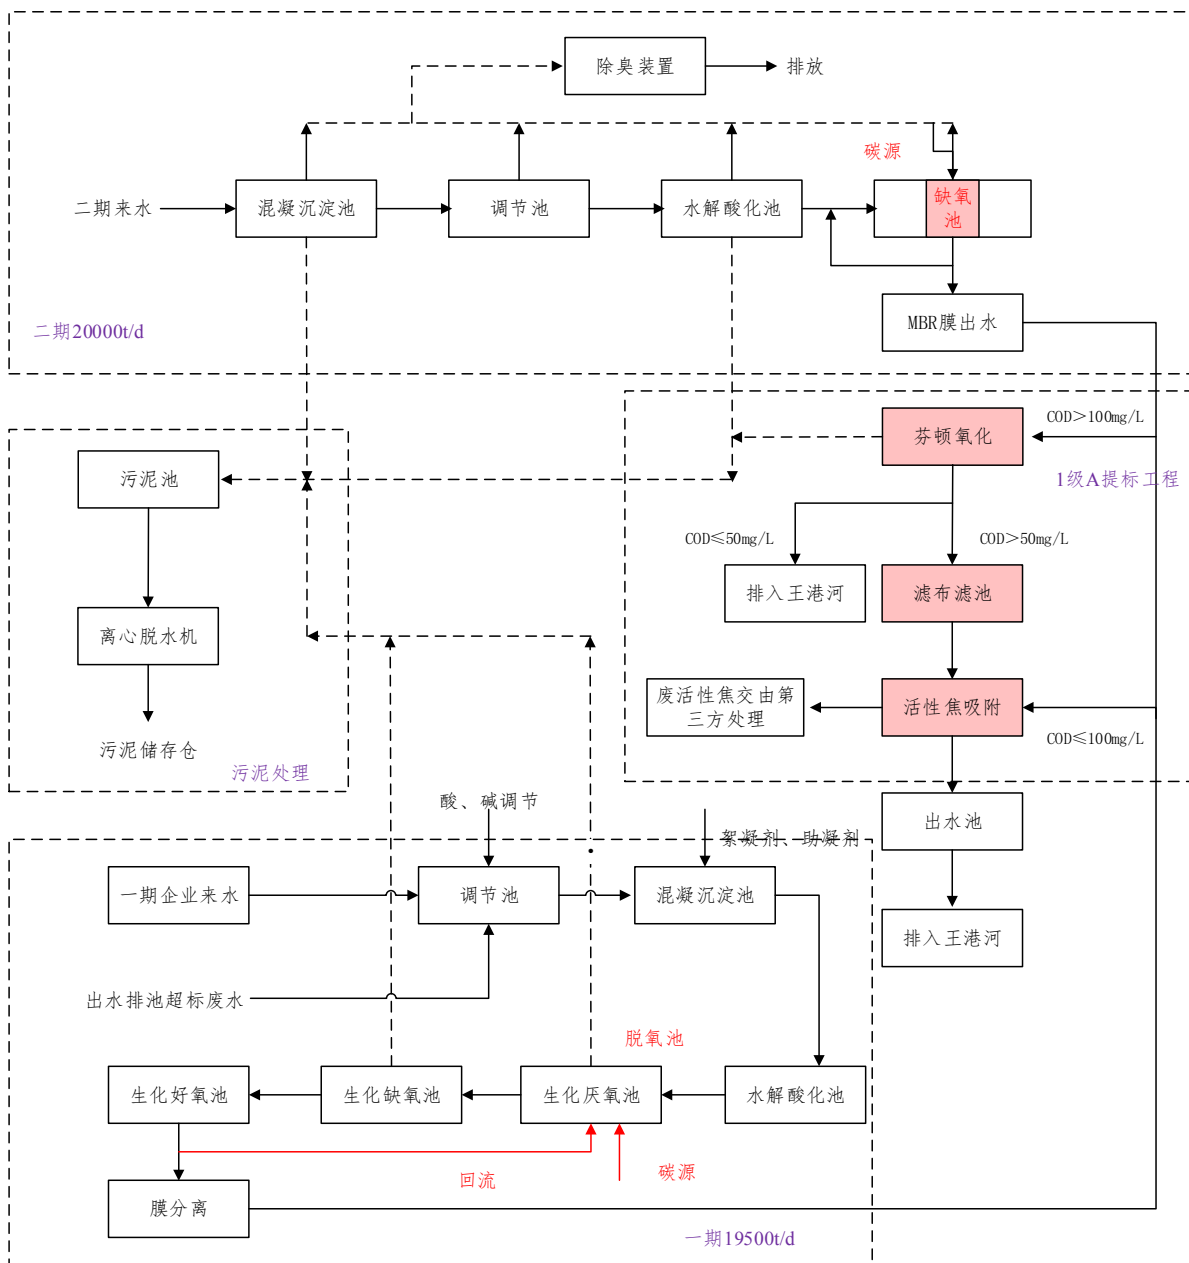 除臭装置
排放
碳源
二期来水
混凝沉淀池
调节池
水解酸化池
缺氧
池
MBR膜出水
二期20000t/d
芬顿氧化
COD＞100mg/L
污泥池
1级A提标工程
COD≤50mg/L
COD＞50mg/L
排入王港河
滤布滤池
离心脱水机
废活性焦交由第
三方处理
活性焦吸附
COD≤100mg/L
污泥储存仓
污泥处理
酸、碱调节
絮凝剂、助凝剂
出水池
一期企业来水
调节池
混凝沉淀池
排入王港河
出水排池超标废水
脱氧池
生化好氧池
生化缺氧池
生化厌氧池
水解酸化池
回流
碳源
膜分离
一期19500t/d